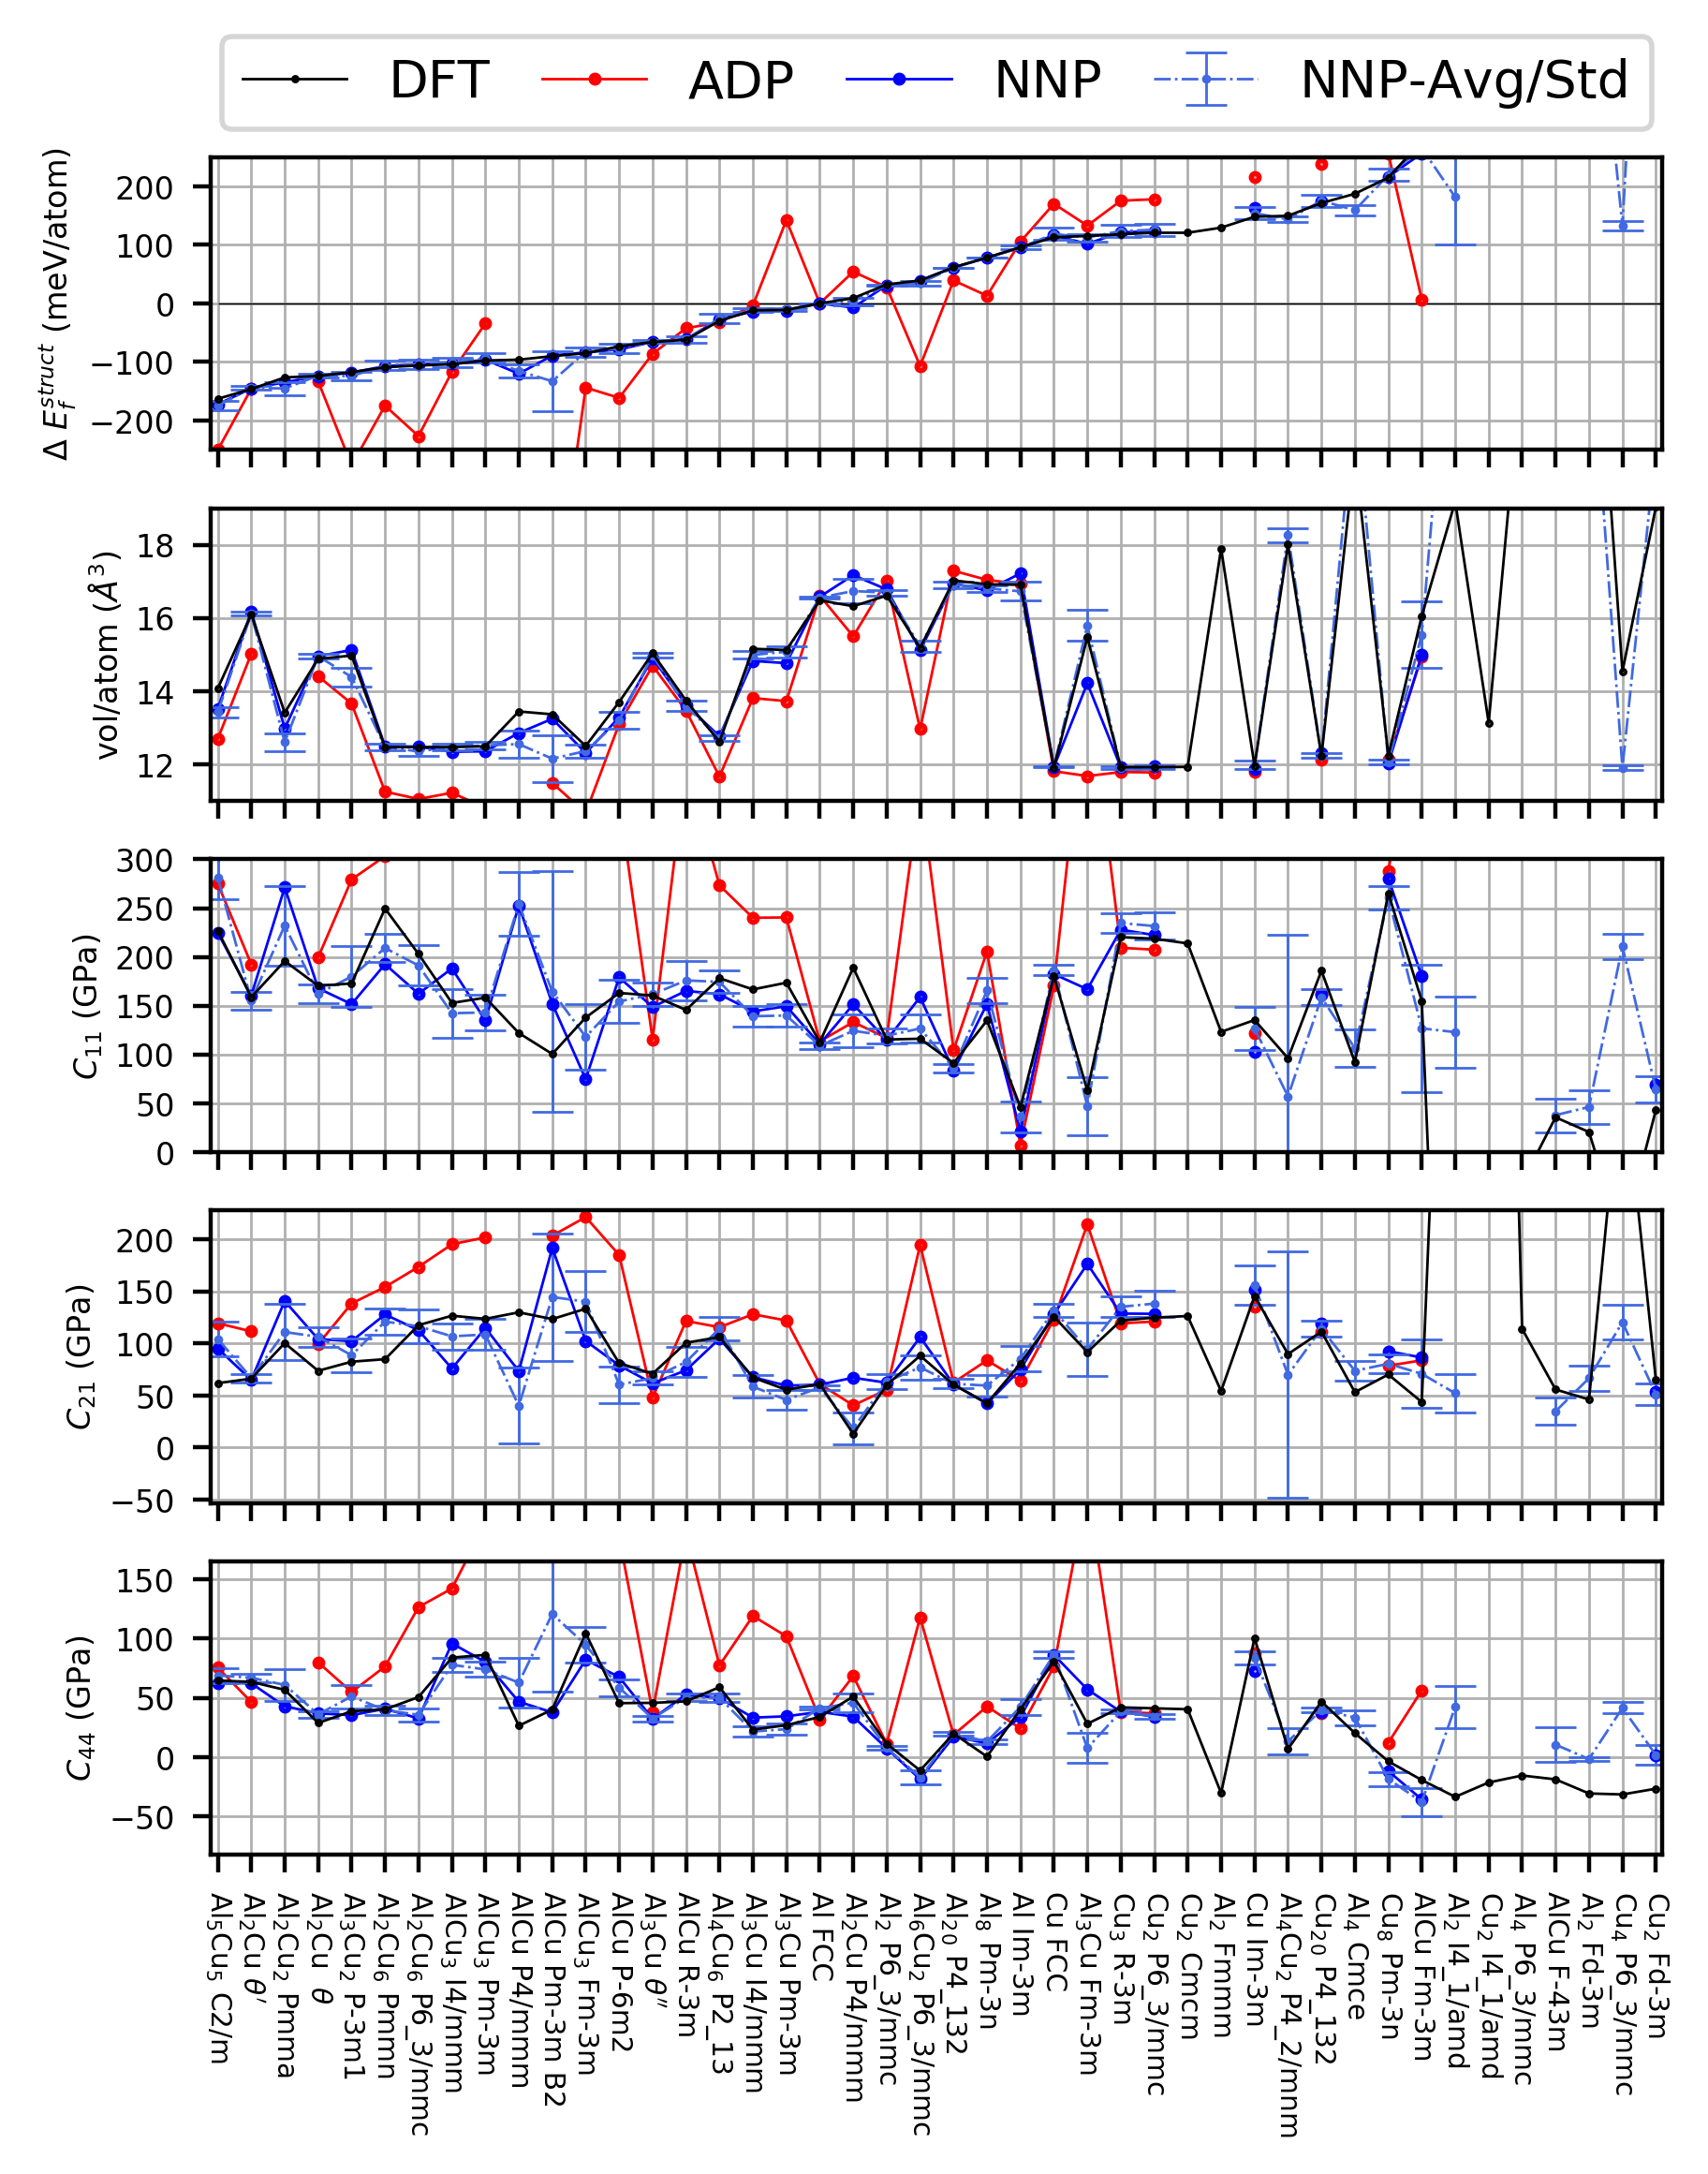 DFT ADP NNP NNP-Avg/Std
Δ E_f^struct (meV/atom)
200
100
0
−100
−200
vol/atom (Å³)
18
16
14
12
C₁₁ (GPa)
300
250
200
150
100
50
0
C₂₁ (GPa)
200
150
100
50
0
−50
C₄₄ (GPa)
150
100
50
0
−50
Al₅Cu₅ C2/m
Al₂Cu θ′
Al₂Cu₂ Pmma
Al₂Cu θ
Al₃Cu₂ P-3m1
Al₂Cu₆ Pmmn
Al₂Cu₆ P6_3/mmc
AlCu₃ I4/mmm
AlCu₃ Pm-3m
AlCu P4/mmm
AlCu Pm-3m B2
AlCu₃ Fm-3m
AlCu₂ P-6m2
Al₃Cu θ″
AlCu R-3m
Al₄Cu₆ P2_13
Al₃Cu I4/mmm
Al₃Cu Pm-3m
Al FCC
Al₂Cu P4/mmm
Al₂ P6_3/mmc
Al₆Cu₂ P6_3/mmc
Al₂₀ P4_132
Al₈ Pm-3n
Al Im-3m
Cu FCC
Al₃Cu Fm-3m
Cu₃ R-3m
Cu₂ P6_3/mmc
Cu₂ Cmcm
Al₂ Fmmm
Cu Im-3m
Al₄Cu₂ P4_2/mnm
Cu₂₀ P4_132
Al₄ Cmce
Cu₈ Pm-3n
AlCu Fm-3m
Al₂ I4_1/amd
Cu₂ I4_1/amd
Al₄ P6_3/mmc
AlCu F-43m
Al₂ Fd-3m
Cu₄ P6_3/mmc
Cu₂ Fd-3m